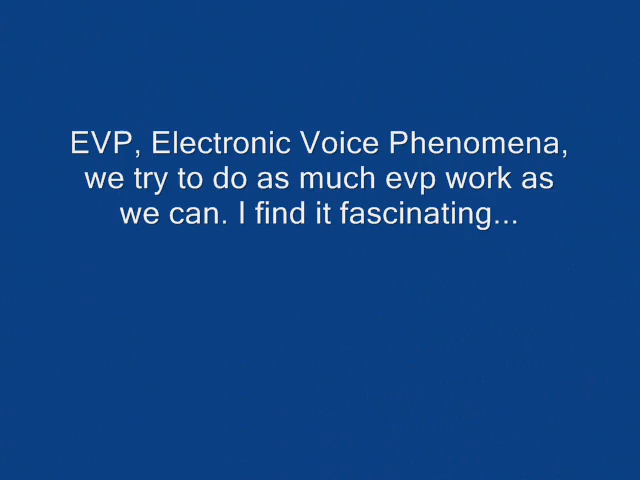 EVP, Electronic Voice Phenomena,
we try to do as much evp work as
we can. I find it fascinating...